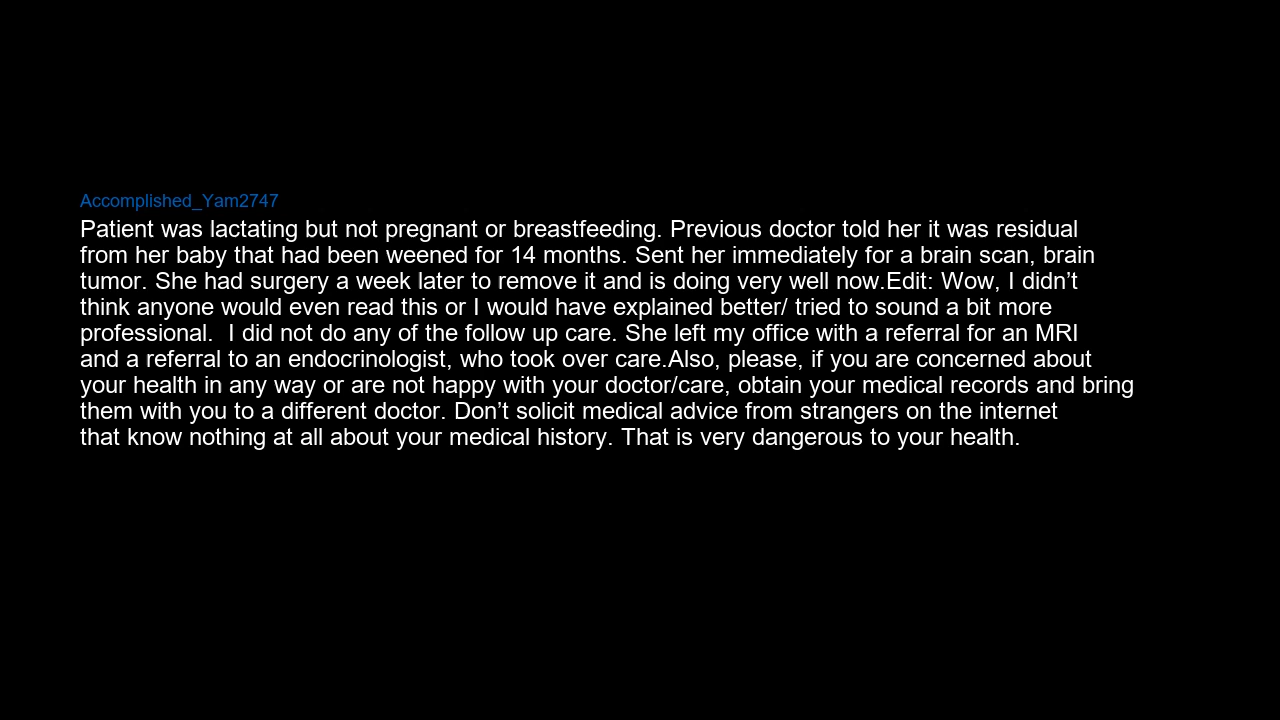 Accomplished_Yam2747
Patient was lactating but not pregnant or breastfeeding. Previous doctor told her it was residual
from her baby that had been weened for 14 months. Sent her immediately for a brain scan, brain
tumor. She had surgery a week later to remove it and is doing very well now.Edit: Wow, I didn’t
think anyone would even read this or I would have explained better/ tried to sound a bit more
professional.  I did not do any of the follow up care. She left my office with a referral for an MRI
and a referral to an endocrinologist, who took over care.Also, please, if you are concerned about
your health in any way or are not happy with your doctor/care, obtain your medical records and bring
them with you to a different doctor. Don’t solicit medical advice from strangers on the internet
that know nothing at all about your medical history. That is very dangerous to your health.